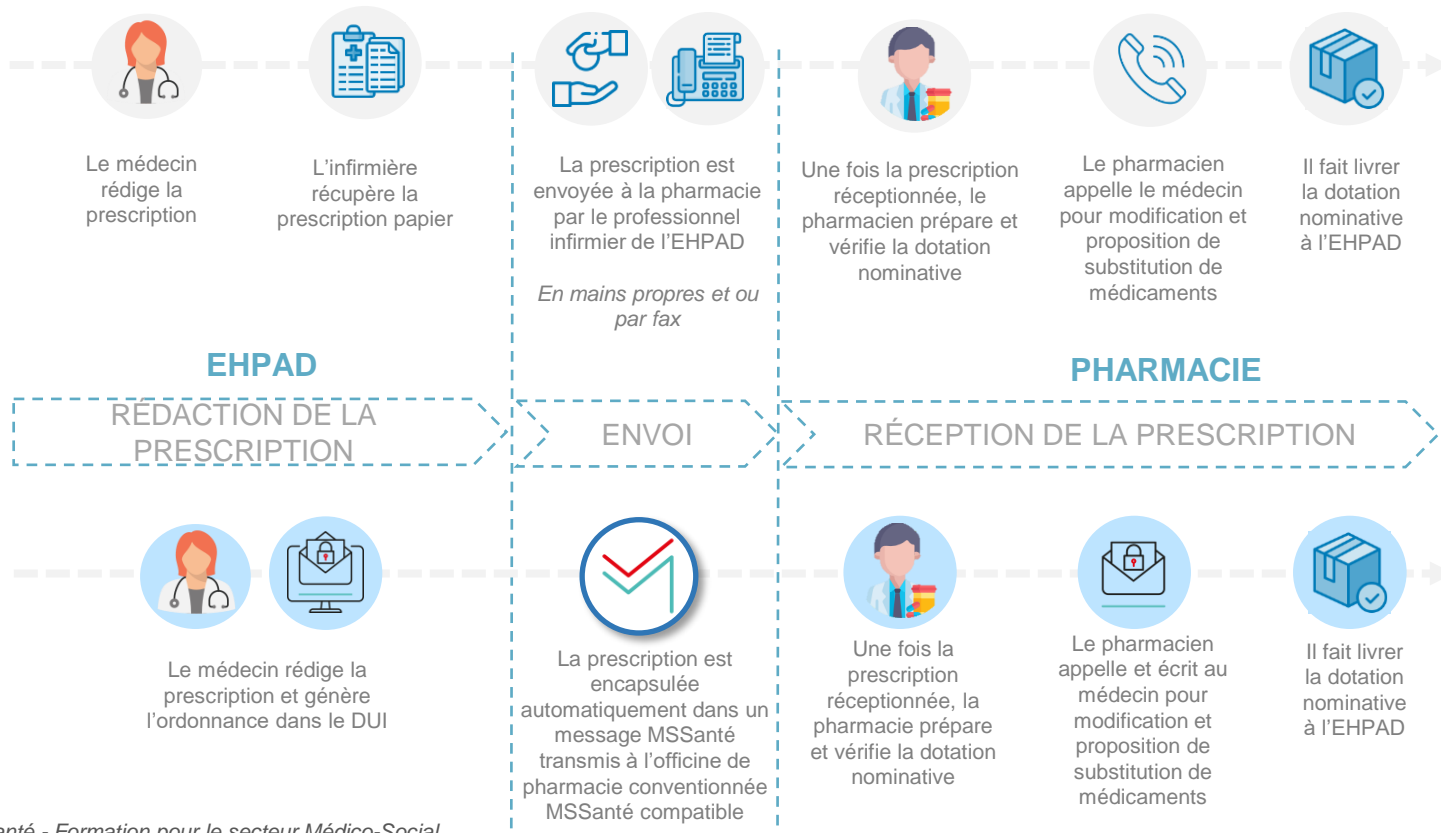 Le médecin
rédige la
prescription
L'infirmière
récupère la
prescription papier
La prescription est
envoyée à la pharmacie
par le professionnel
infirmier de l'EHPAD
En mains propres et ou
par fax
Une fois la prescription
réceptionnée, le
pharmacien prépare et
vérifie la dotation
nominative
Le pharmacien
appelle le médecin
pour modification et
proposition de
substitution de
médicaments
Il fait livrer
la dotation
nominative
à l'EHPAD
EHPAD
PHARMACIE
RÉDACTION DE LA
PRESCRIPTION
ENVOI
RÉCEPTION DE LA PRESCRIPTION
Le médecin rédige la
prescription et génère
l'ordonnance dans le DUI
La prescription est
encapsulée
automatiquement dans un
message MSSanté
transmis à l'officine de
pharmacie conventionnée
MSSanté compatible
Une fois la
prescription
réceptionnée, la
pharmacie prépare
et vérifie la dotation
nominative
Le pharmacien
appelle et écrit au
médecin pour
modification et
proposition de
substitution de
médicaments
Il fait livrer
la dotation
nominative
à l'EHPAD
- Formation pour le secteur Médico-Social